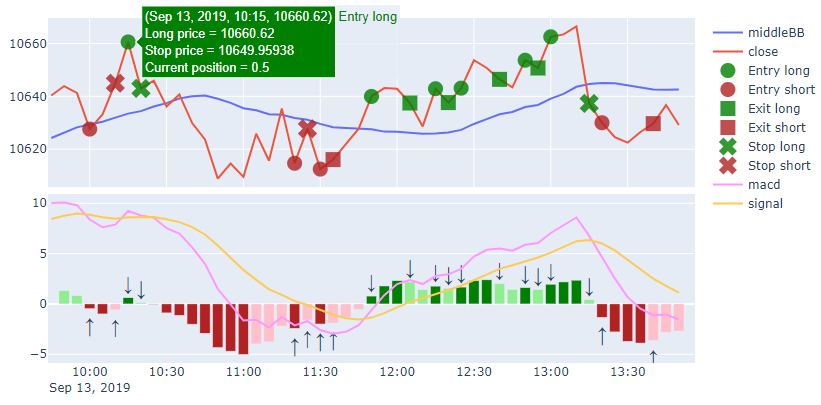 (Sep 13, 2019, 10:15, 10660.62) Entry long
Long price = 10660.62
Stop price = 10649.95938
Current position = 0.5
10660
10640
10620
10
5
0
−5
10:00 10:30 11:00 11:30 12:00 12:30 13:00 13:30
Sep 13, 2019
middleBB
close
Entry long
Entry short
Exit long
Exit short
Stop long
Stop short
macd
signal